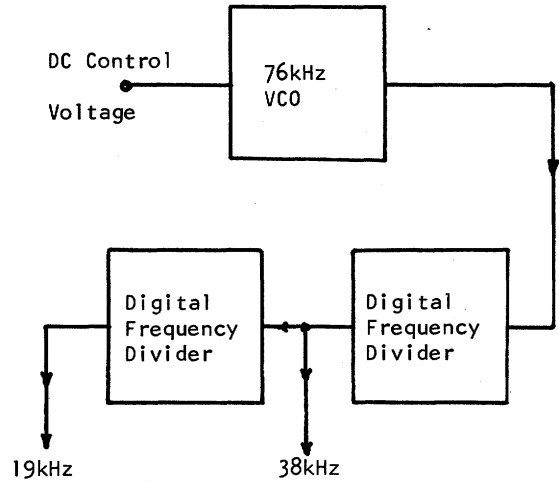 DC Control
Voltage
76kHz
VCO
Digital
Frequency
Divider
Digital
Frequency
Divider
19kHz
38kHz